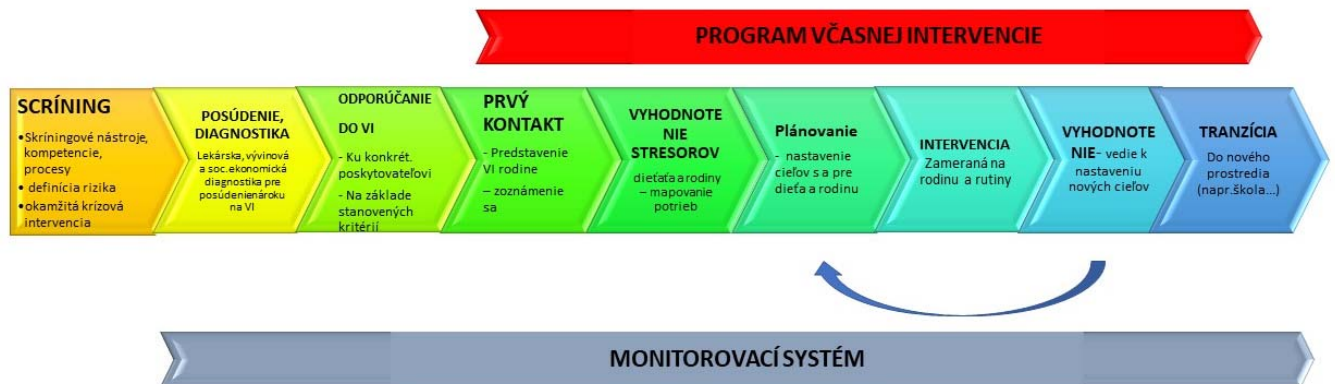 PROGRAM VČASNEJ INTERVENCIE
SCRÍNING
•Skríningové nástroje,
kompetencie,
procesy
• definícia rizika
•okamžitá krízová
intervencia
POSÚDENIE,
DIAGNOSTIKA
Lekárska, vývinová
a soc.ekonomická
diagnostika pre
posúdenienároku
na VI
ODPORÚČANIE
DO VI
- Ku konkrét.
poskytovateľovi
- Na základe
stanovených
kritérií
PRVÝ
KONTAKT
- Predstavenie
VI rodine
– zoznámenie
sa
VYHODNOTE
NIE
STRESOROV
dieťaťa a rodiny
– mapovanie
potrieb
Plánovanie
- nastavenie
cieľov s a pre
dieťa a rodinu
INTERVENCIA
Zameraná na
rodinu a rutiny
VYHODNOTE
NIE– vedie k
nastaveniu
nových cieľov
TRANZÍCIA
Do nového
prostredia
(napr.škola...)
MONITOROVACÍ SYSTÉM